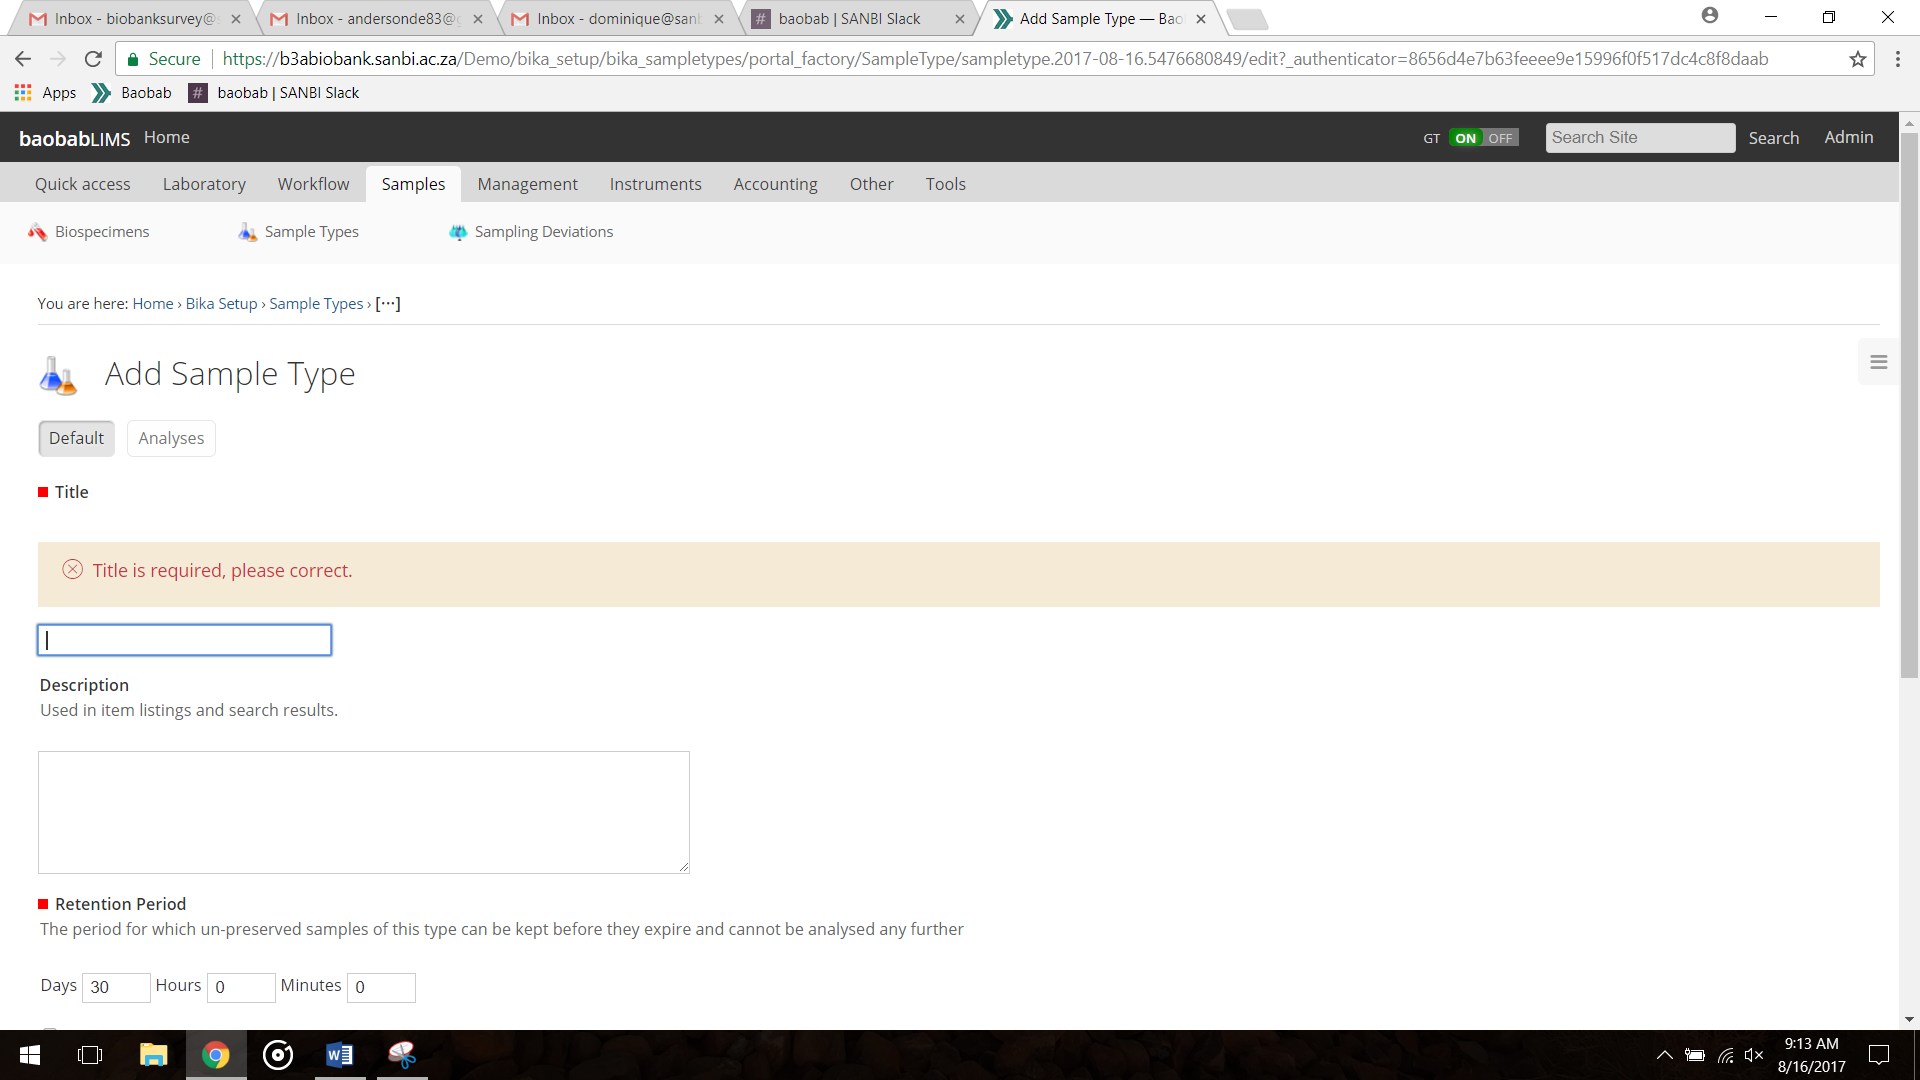 Inbox - biobanksurvey@s
Inbox - andersonde83@g
Inbox - dominique@sanb
baobab | SANBI Slack
Add Sample Type — Bao
Secure
https://b3abiobank.sanbi.ac.za/Demo/bika_setup/bika_sampletypes/portal_factory/SampleType/sampletype.2017-08-16.5476680849/edit?_authenticator=8656d4e7b63feeee9e15996f0f517dc4c8f8daab
Apps
Baobab
baobab | SANBI Slack
baobabLIMS
Home
GT
ON OFF
Search Site
Search
Admin
Quick access
Laboratory
Workflow
Samples
Management
Instruments
Accounting
Other
Tools
Biospecimens
Sample Types
Sampling Deviations
You are here: Home › Bika Setup › Sample Types › [···]
Add Sample Type
Default
Analyses
Title
Title is required, please correct.
Description
Used in item listings and search results.
Retention Period
The period for which un-preserved samples of this type can be kept before they expire and cannot be analysed any further
Days 30 Hours 0 Minutes 0
9:13 AM
8/16/2017